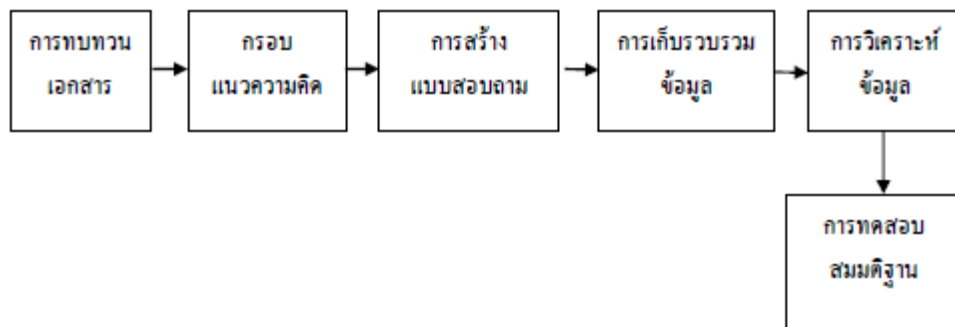 การทบทวน
เอกสาร
กรอบ
แนวความคิด
การสร้าง
แบบสอบถาม
การเก็บรวบรวม
ข้อมูล
การวิเคราะห์
ข้อมูล
การทดสอบ
สมมติฐาน